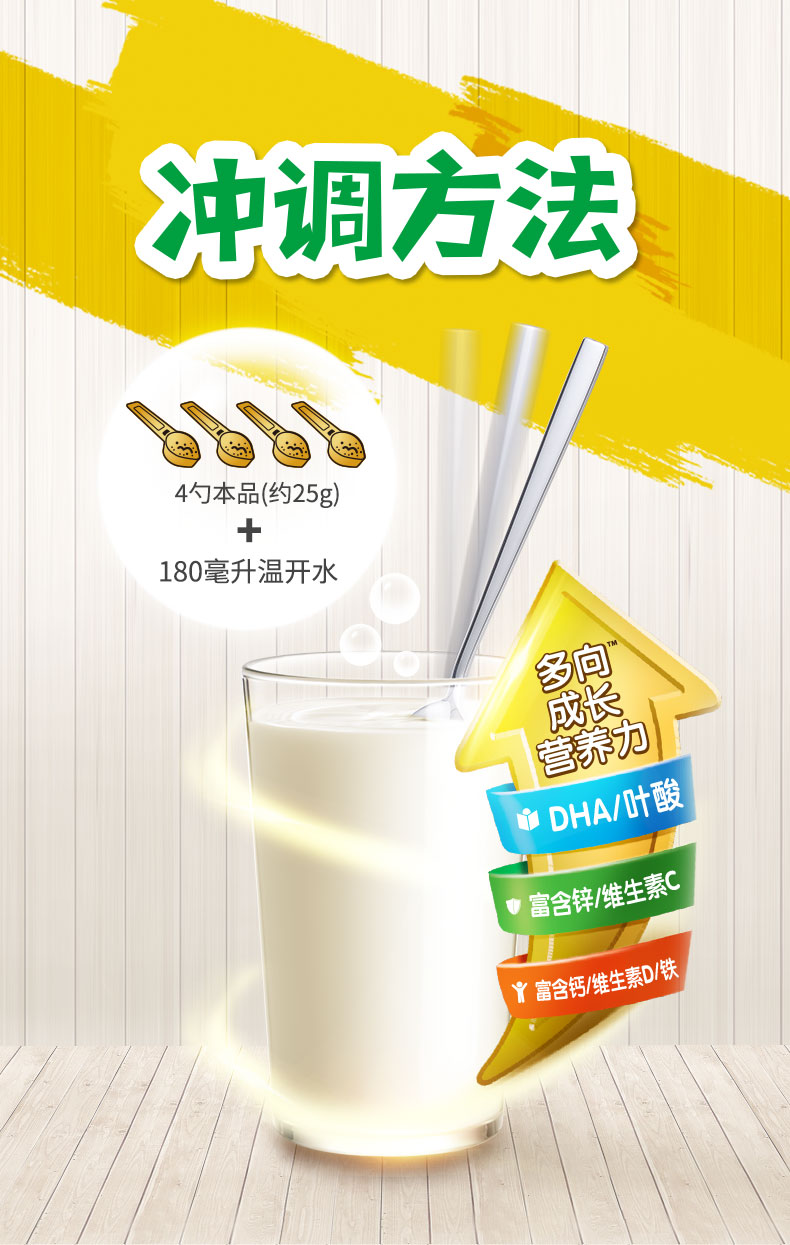 冲调方法
4勺本品(约25g)
+
180毫升温开水
多向™
成长
营养力
DHA/叶酸
富含锌/维生素C
富含钙/维生素D/铁